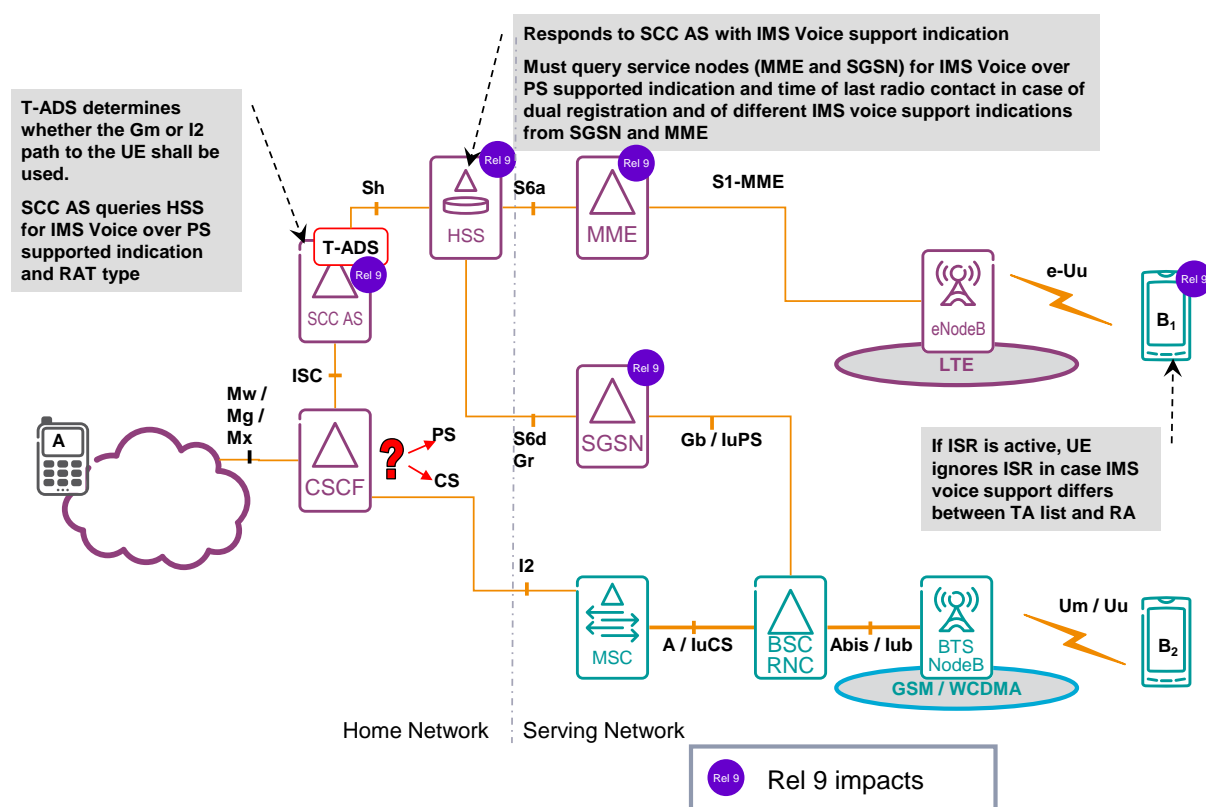 Responds to SCC AS with IMS Voice support indication
Must query service nodes (MME and SGSN) for IMS Voice over
PS supported indication and time of last radio contact in case of
dual registration and of different IMS voice support indications
from SGSN and MME
T-ADS determines
whether the Gm or I2
path to the UE shall be
used.
SCC AS queries HSS
for IMS Voice over PS
supported indication
and RAT type
Rel 9
Rel 9
Sh
S6a
S1-MME
HSS
MME
T-ADS
Rel 9
SCC AS
e-Uu
Rel 9
B1
eNodeB
LTE
ISC
Rel 9
Mw /
Mg /
Mx
A
CSCF
?
PS
CS
S6d
Gr
SGSN
Gb / IuPS
If ISR is active, UE
ignores ISR in case IMS
voice support differs
between TA list and RA
I2
MSC
A / IuCS
BSC
RNC
Abis / Iub
BTS
NodeB
GSM / WCDMA
Um / Uu
B2
Home Network
Serving Network
Rel 9
Rel 9 impacts